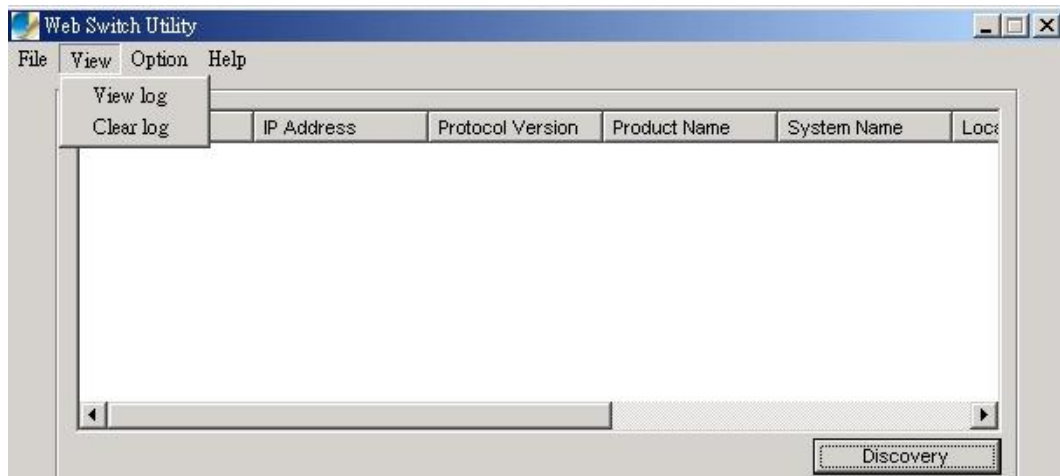 Web Switch Utility
File View Option Help
View log
Clear log
IP Address Protocol Version Product Name System Name
Discovery